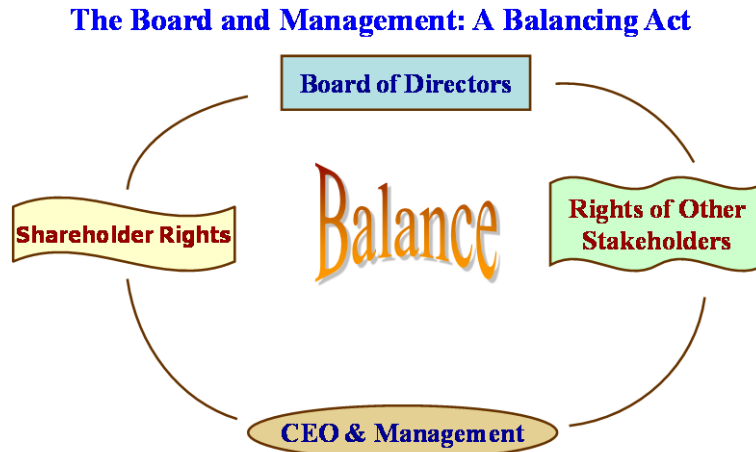 The Board and Management: A Balancing Act
Board of Directors
Shareholder Rights
Balance
Rights of Other
Stakeholders
CEO & Management